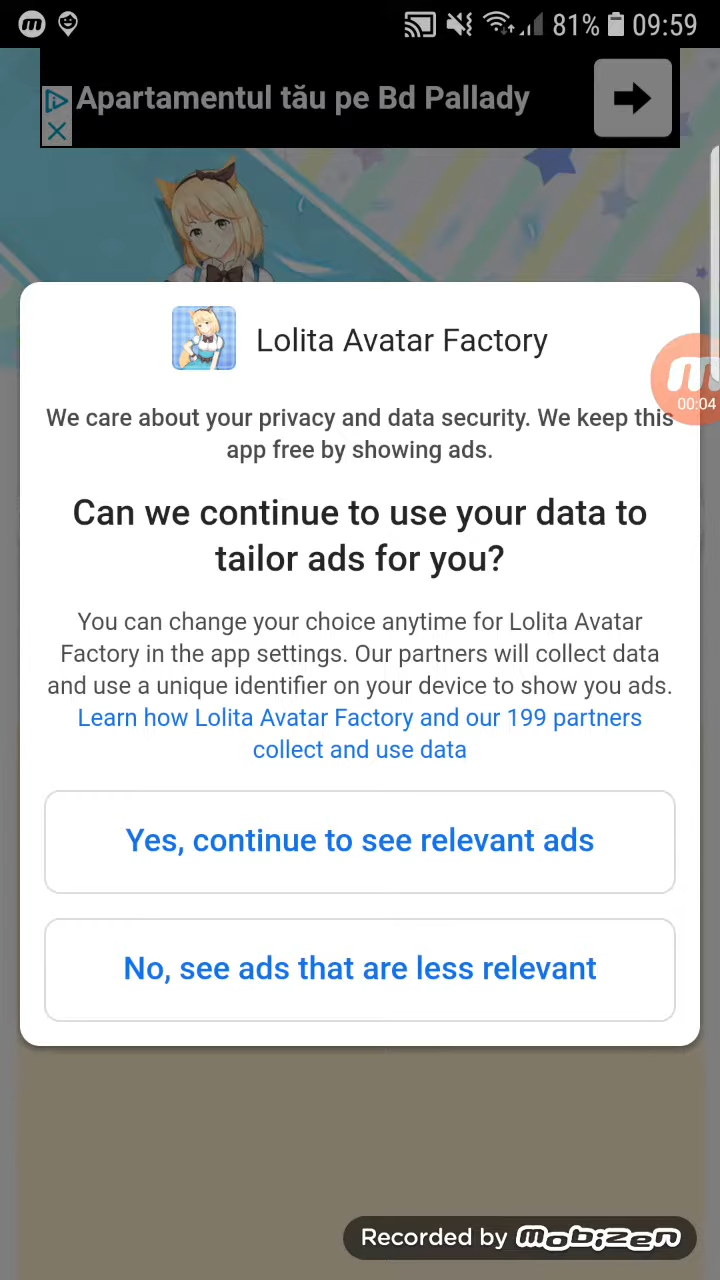 81% 09:59
Apartamentul tău pe Bd Pallady
Lolita Avatar Factory
00:04
We care about your privacy and data security. We keep this
app free by showing ads.
Can we continue to use your data to
tailor ads for you?
You can change your choice anytime for Lolita Avatar
Factory in the app settings. Our partners will collect data
and use a unique identifier on your device to show you ads.
Learn how Lolita Avatar Factory and our 199 partners
collect and use data
Yes, continue to see relevant ads
No, see ads that are less relevant
Recorded by mobizen